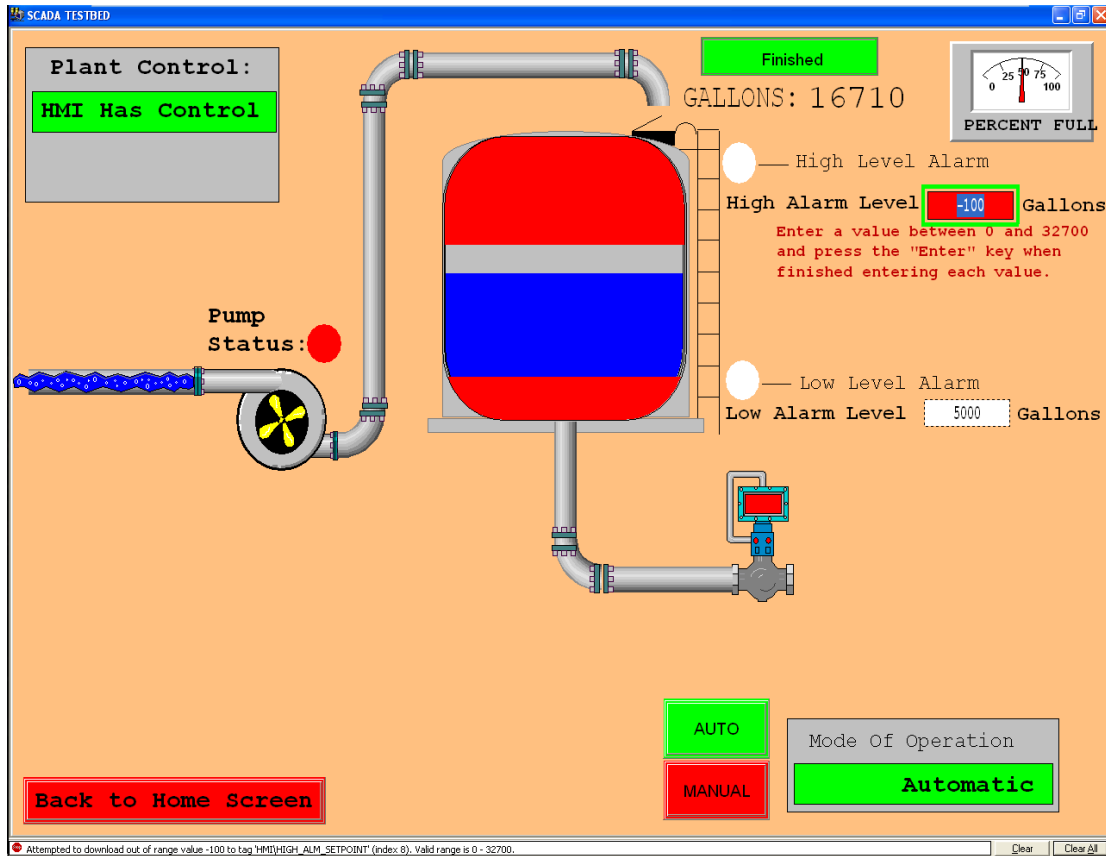 SCADA TESTBED
Plant Control:
HMI Has Control
Finished
GALLONS: 16710
0 25 50 75 100
PERCENT FULL
High Level Alarm
High Alarm Level -100 Gallons
Enter a value between 0 and 32700
and press the "Enter" key when
finished entering each value.
Pump
Status:
Low Level Alarm
Low Alarm Level 5000 Gallons
AUTO
MANUAL
Mode Of Operation
Automatic
Back to Home Screen
Attempted to download out of range value -100 to tag 'HMI\HIGH_ALM_SETPOINT' (index 8). Valid range is 0 - 32700.
Clear
Clear All